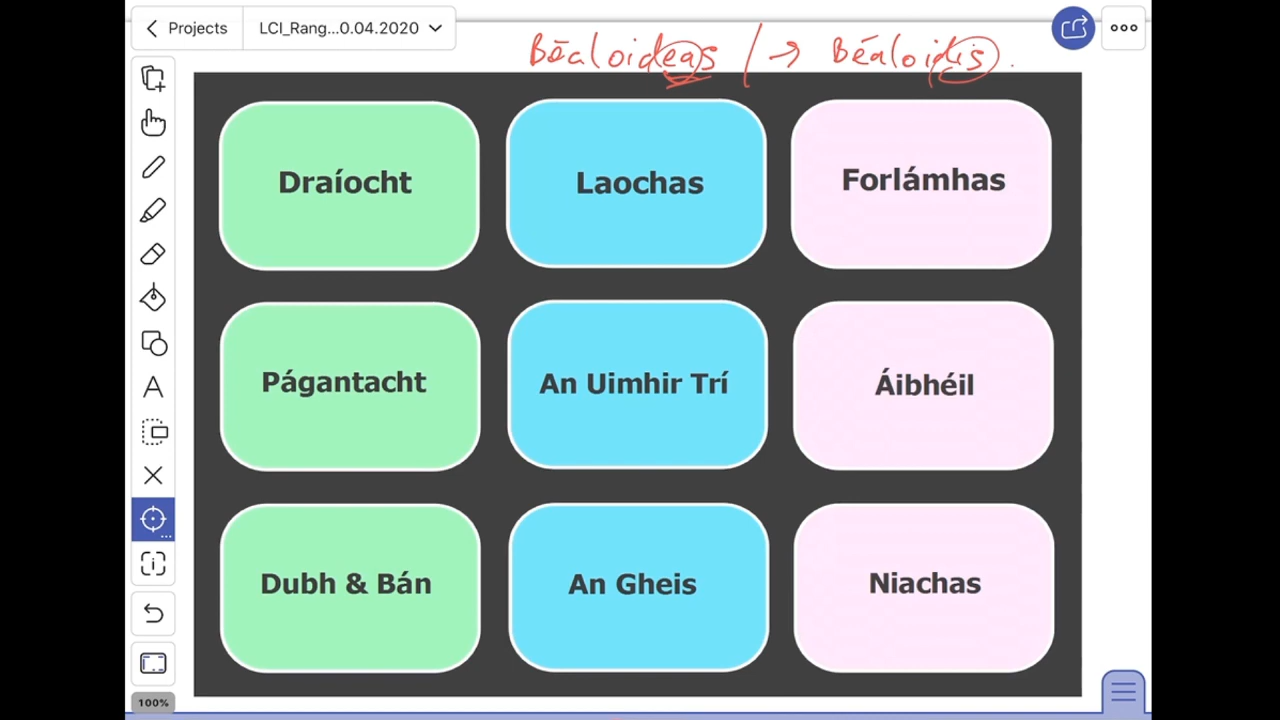 Projects LCI_Rang...0.04.2020
Béaloideas / → Béaloidis.
Draíocht Laochas Forlámhas
Págantacht An Uimhir Trí Áibhéil
Dubh & Bán An Gheis Niachas
A
i
100%